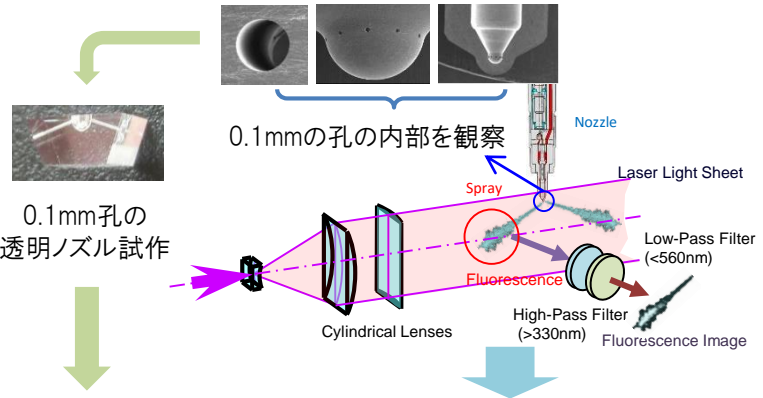 0.1mmの孔の内部を観察
Nozzle
Laser Light Sheet
Spray
0.1mm孔の
透明ノズル試作
Low-Pass Filter
(<560nm)
Fluorescence
High-Pass Filter
(>330nm)
Cylindrical Lenses
Fluorescence Image